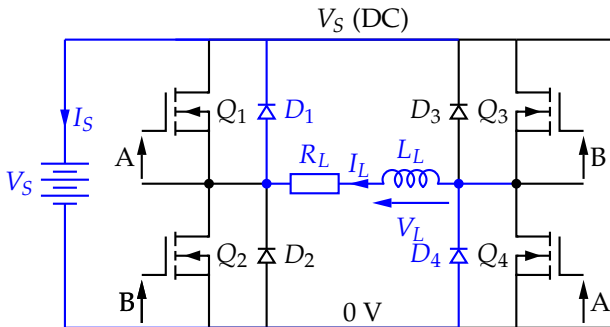 V_S (DC)
I_S
Q_1
D_1
D_3
Q_3
A
R_L
I_L
L_L
B
V_S
V_L
Q_2
D_2
D_4
Q_4
B
0 V
A